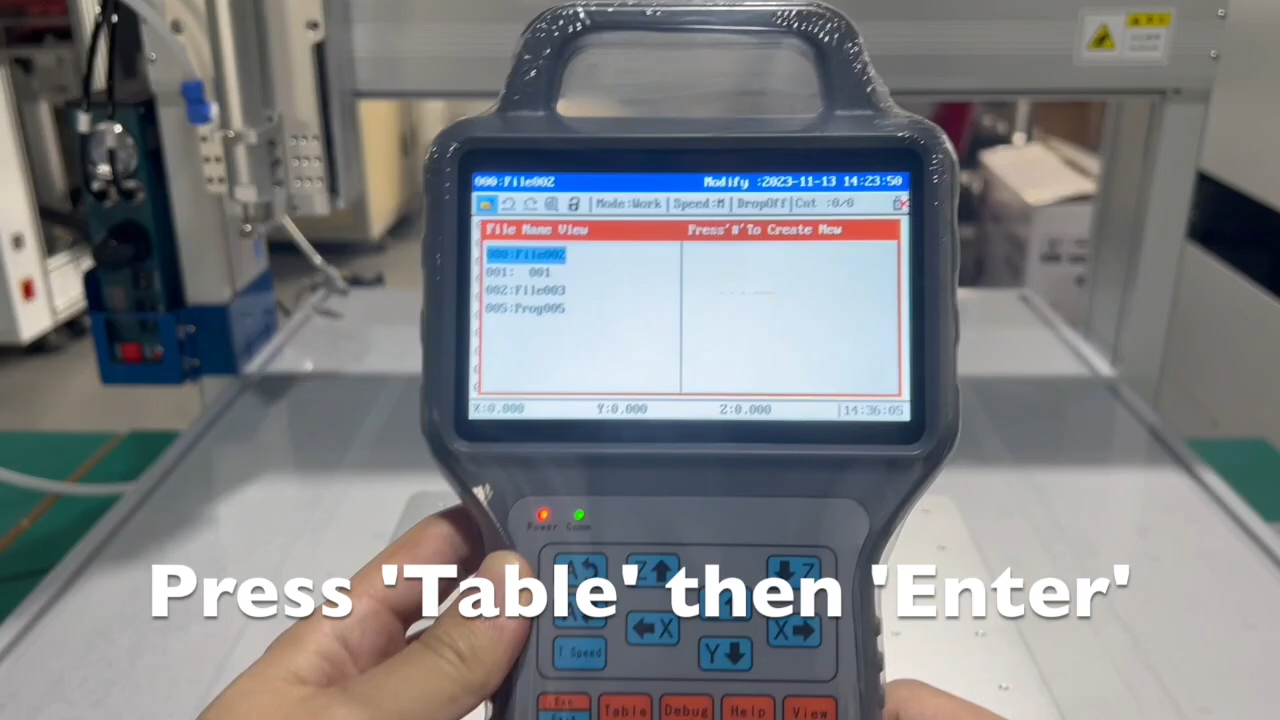 000:File002 Modify :2023-11-13 14:23:50
Mode:Work|Speed:M|DropOff|Cnt :0/0
File Name View Press'#'To Create New
000:File002
001: 001
002:File003
005:Prog005
X:0.000 Y:0.000 Z:0.000 |14:36:05
Power Comm
A Z Z
Press 'Table' then 'Enter'
X X
Speed Y
Table Debug Help View